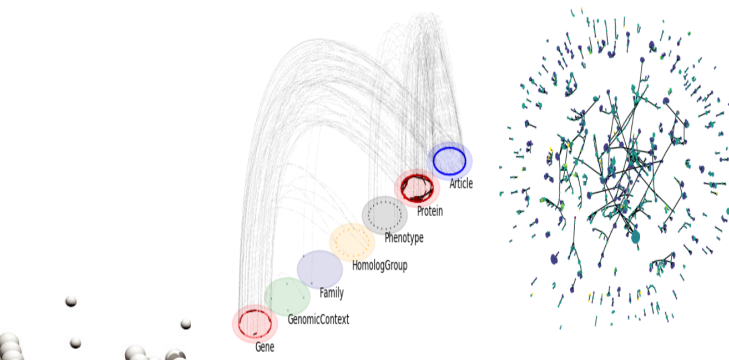 Article
Protein
Phenotype
HomologGroup
Family
GenomicContext
Gene